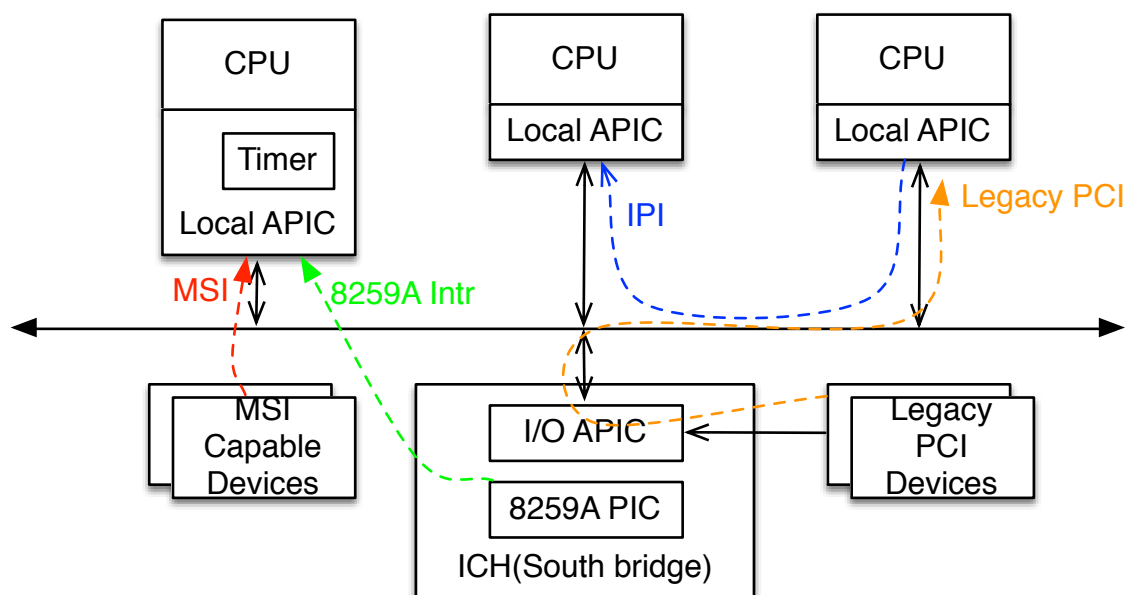 CPU
Timer
Local APIC
CPU
Local APIC
CPU
Local APIC
Legacy PCI
IPI
MSI
8259A Intr
MSI
Capable
Devices
I/O APIC
8259A PIC
ICH(South bridge)
Legacy
PCI
Devices